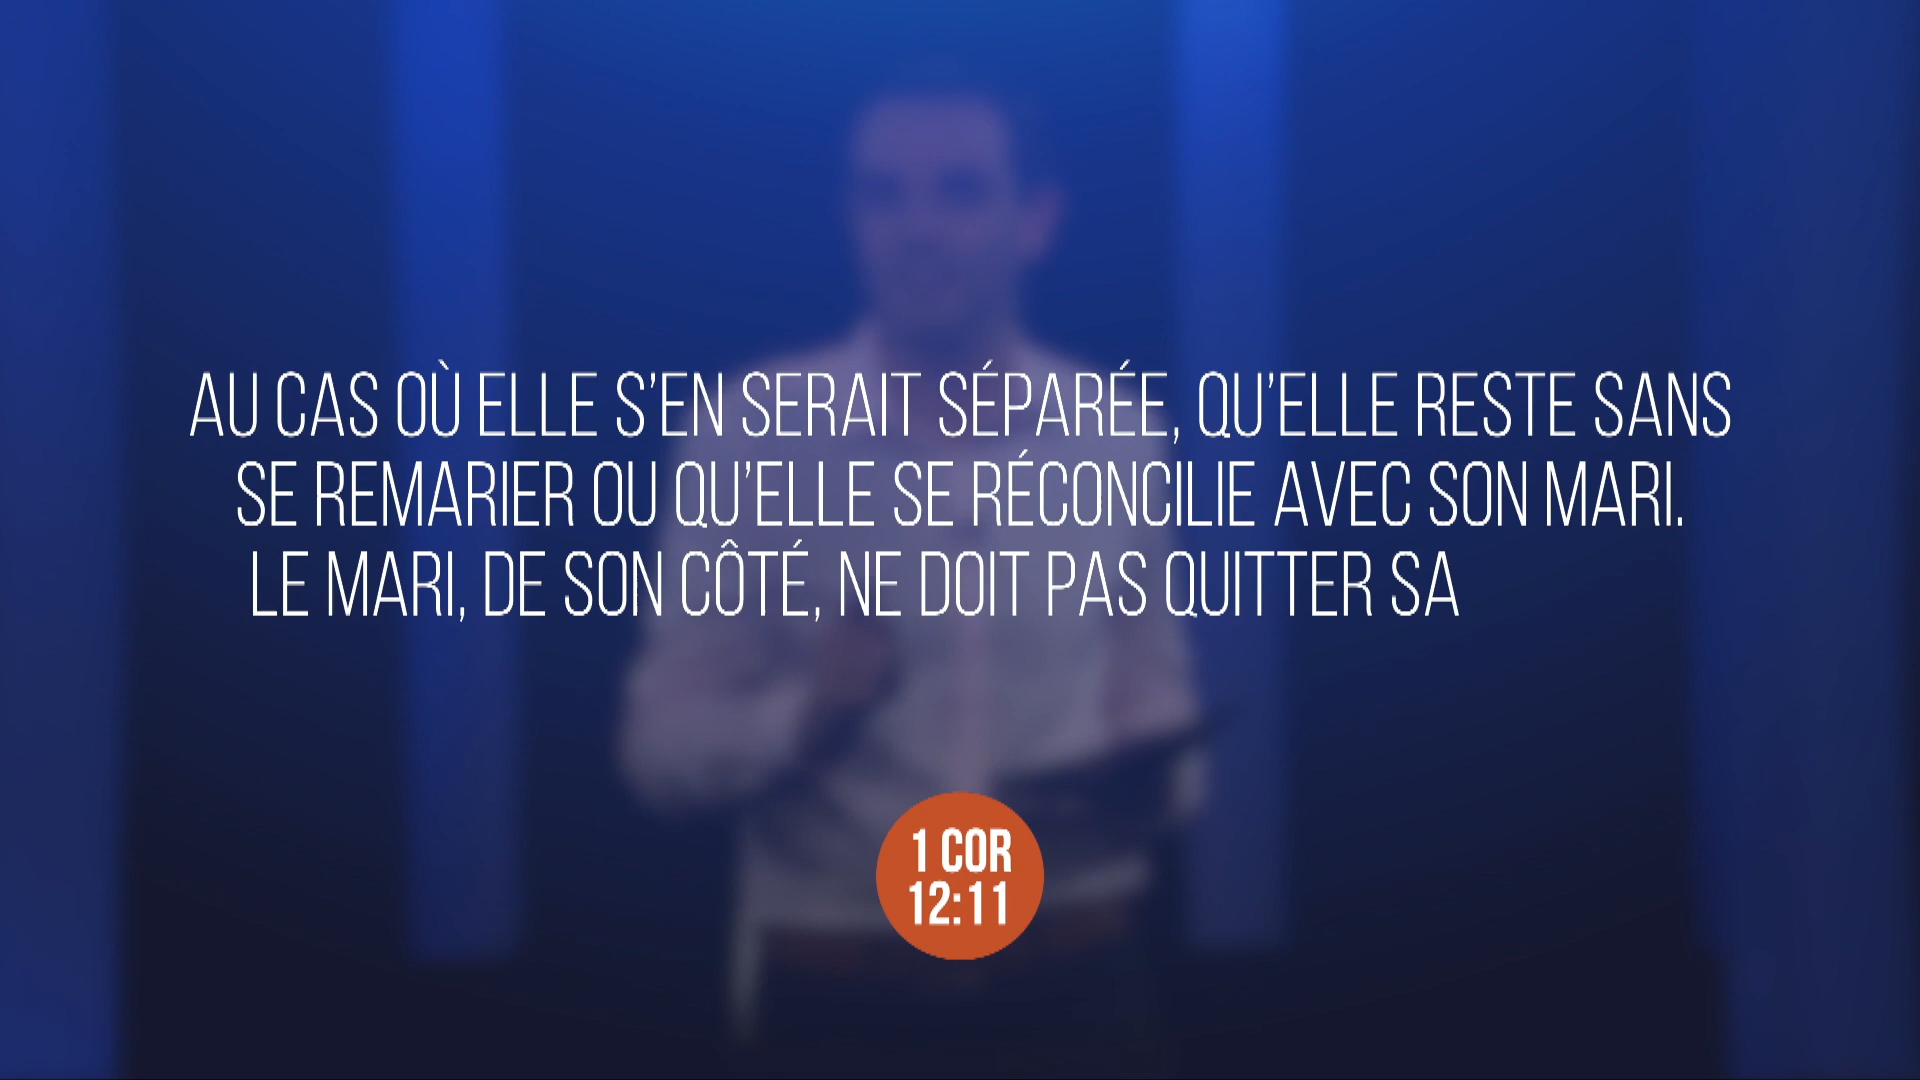 AU CAS OÙ ELLE S'EN SERAIT SÉPARÉE, QU'ELLE RESTE SANS
SE REMARIER OU QU'ELLE SE RÉCONCILIE AVEC SON MARI.
LE MARI, DE SON CÔTÉ, NE DOIT PAS QUITTER SA
1 COR
12:11